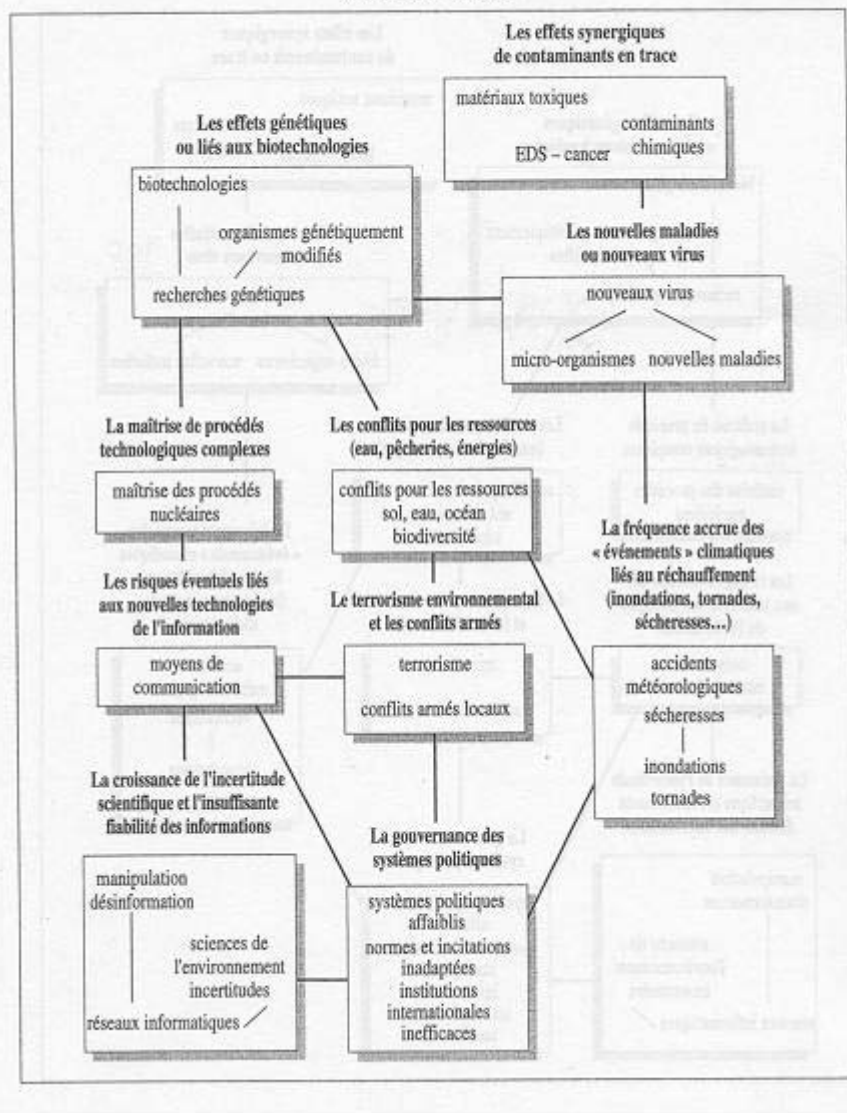 Les effets synergiques
de contaminants en trace
matériaux toxiques
contaminants
chimiques
EDS – cancer
Les effets génétiques
ou liés aux biotechnologies
biotechnologies
organismes génétiquement
modifiés
recherches génétiques
Les nouvelles maladies
ou nouveaux virus
nouveaux virus
micro-organismes nouvelles maladies
La maîtrise de procédés
technologiques complexes
maîtrise des procédés
nucléaires
Les conflits pour les ressources
(eau, pêcheries, énergies)
conflits pour les ressources
sol, eau, océan
biodiversité
La fréquence accrue des
« événements » climatiques
liés au réchauffement
(inondations, tornades,
sécheresses...)
accidents
météorologiques
sécheresses
inondations
tornades
Les risques éventuels liés
aux nouvelles technologies
de l'information
moyens de
communication
Le terrorisme environnemental
et les conflits armés
terrorisme
conflits armés locaux
La croissance de l'incertitude
scientifique et l'insuffisante
fiabilité des informations
manipulation
désinformation
sciences de
l'environnement
incertitudes
réseaux informatiques
La gouvernance des
systèmes politiques
systèmes politiques
affaiblis
normes et incitations
inadaptées
institutions
internationales
inefficaces